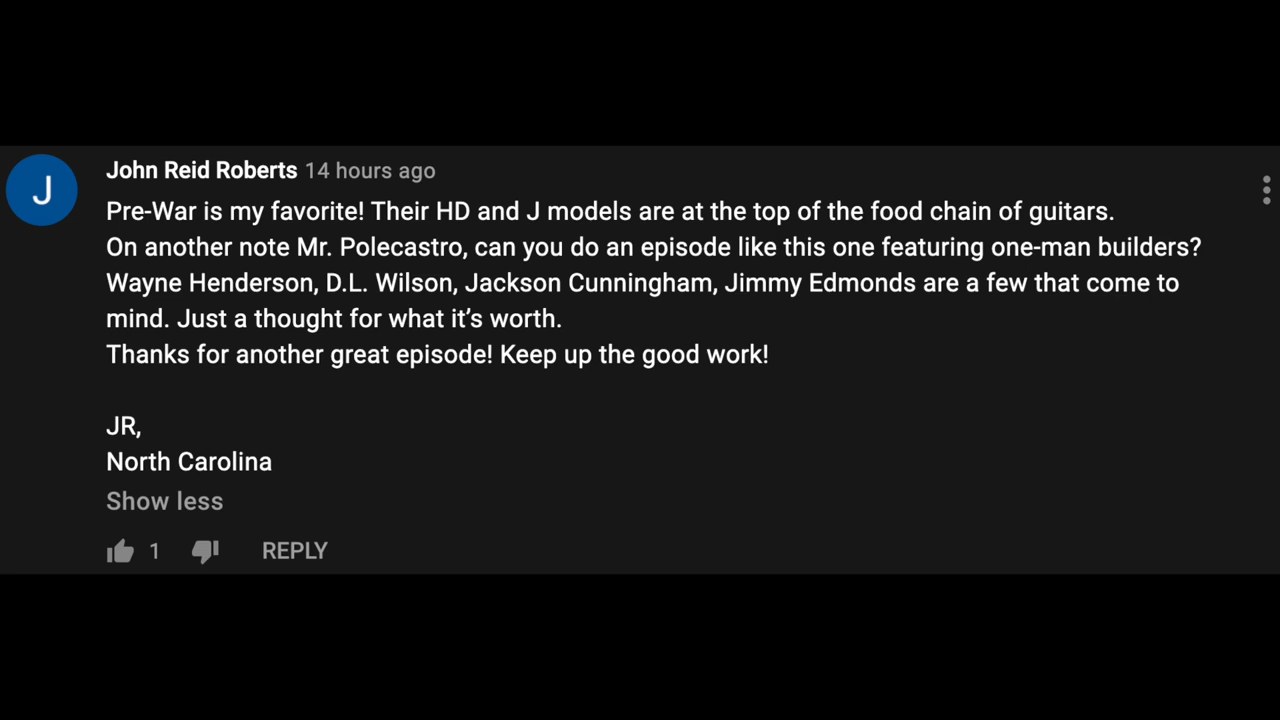 J
John Reid Roberts 14 hours ago
Pre-War is my favorite! Their HD and J models are at the top of the food chain of guitars.
On another note Mr. Polecastro, can you do an episode like this one featuring one-man builders?
Wayne Henderson, D.L. Wilson, Jackson Cunningham, Jimmy Edmonds are a few that come to
mind. Just a thought for what it’s worth.
Thanks for another great episode! Keep up the good work!
JR,
North Carolina
Show less
1 REPLY